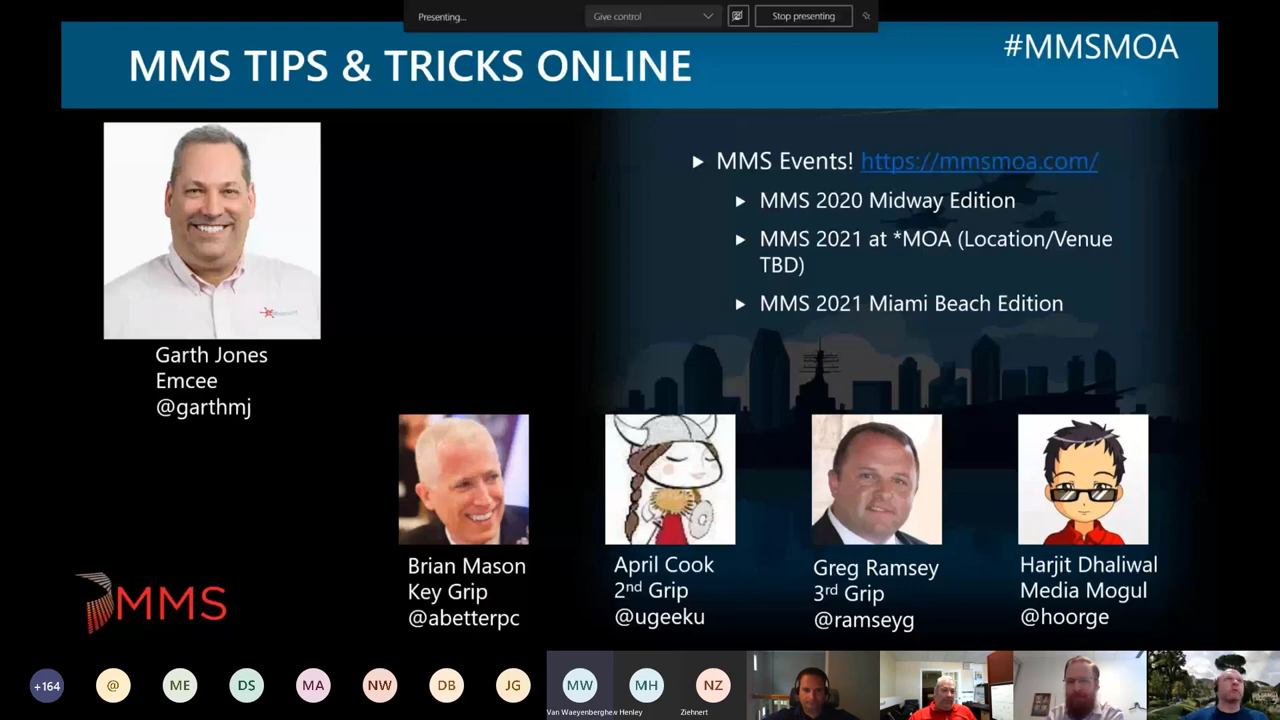 Presenting...
Give control
Stop presenting
MMS TIPS & TRICKS ONLINE
#MMSMOA
▶ MMS Events! https://mmsmoa.com/
▶ MMS 2020 Midway Edition
▶ MMS 2021 at *MOA (Location/Venue
TBD)
▶ MMS 2021 Miami Beach Edition
Garth Jones
Emcee
@garthmj
Brian Mason
Key Grip
@abetterpc
April Cook
2nd Grip
@ugeeku
Greg Ramsey
3rd Grip
@ramseyg
Harjit Dhaliwal
Media Mogul
@hoorge
MMS
+164
@
ME
DS
MA
NW
DB
JG
MW
MH
NZ
Van Waeyenberghe
Henley
Ziehnert